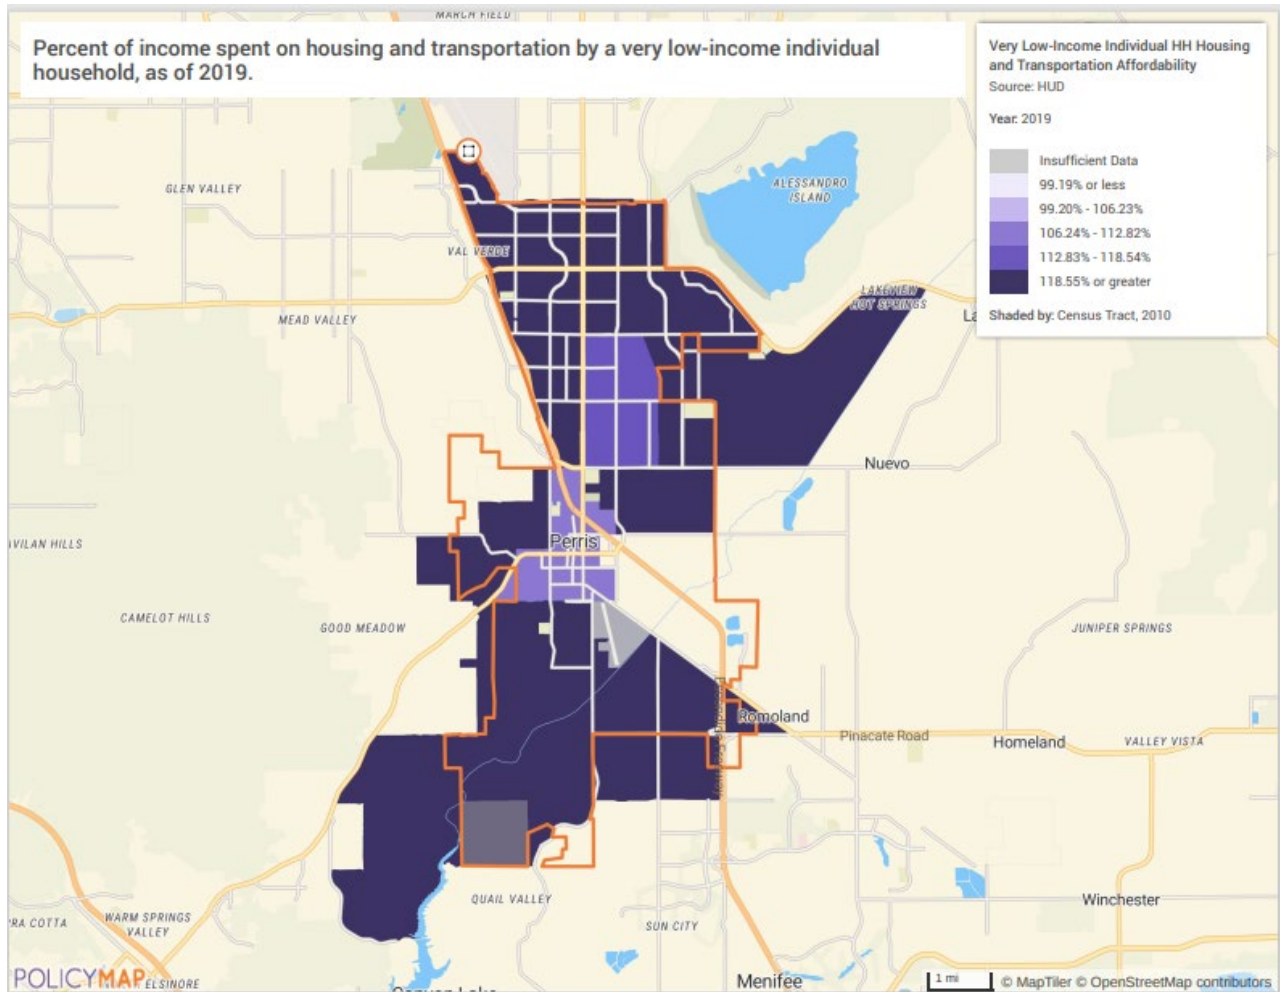 MARCH FIELD
Percent of income spent on housing and transportation by a very low-income individual
household, as of 2019.
Very Low-Income Individual HH Housing
and Transportation Affordability
Source: HUD
Year: 2019
Insufficient Data
99.19% or less
99.20% - 106.23%
106.24% - 112.82%
112.83% - 118.54%
118.55% or greater
Shaded by: Census Tract, 2010
GLEN VALLEY
ALESSANDRO
ISLAND
VAL VERDE
LAKEVIEW
HOT SPRINGS
La
MEAD VALLEY
Nuevo
Perris
AVILAN HILLS
CAMELOT HILLS
GOOD MEADOW
JUNIPER SPRINGS
Romoland
Pinacate Road
Homeland
VALLEY VISTA
QUAIL VALLEY
Winchester
RA COTTA
WARM SPRINGS
VALLEY
SUN CITY
POLICYMAP
ELSINORE
Canyon Lake
Menifee
1 mi
© MapTiler © OpenStreetMap contributors